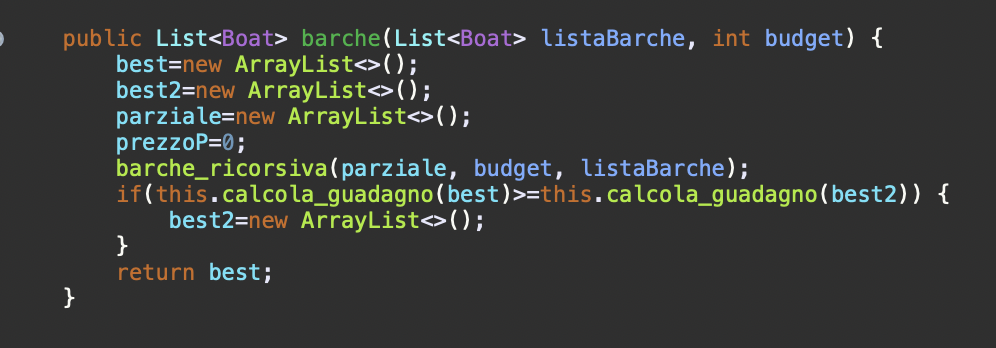 public List<Boat> barche(List<Boat> listaBarche, int budget) {
best=new ArrayList<>();
best2=new ArrayList<>();
parziale=new ArrayList<>();
prezzoP=0;
barche_ricorsiva(parziale, budget, listaBarche);
if(this.calcola_guadagno(best)>=this.calcola_guadagno(best2)) {
best2=new ArrayList<>();
}
return best;
}